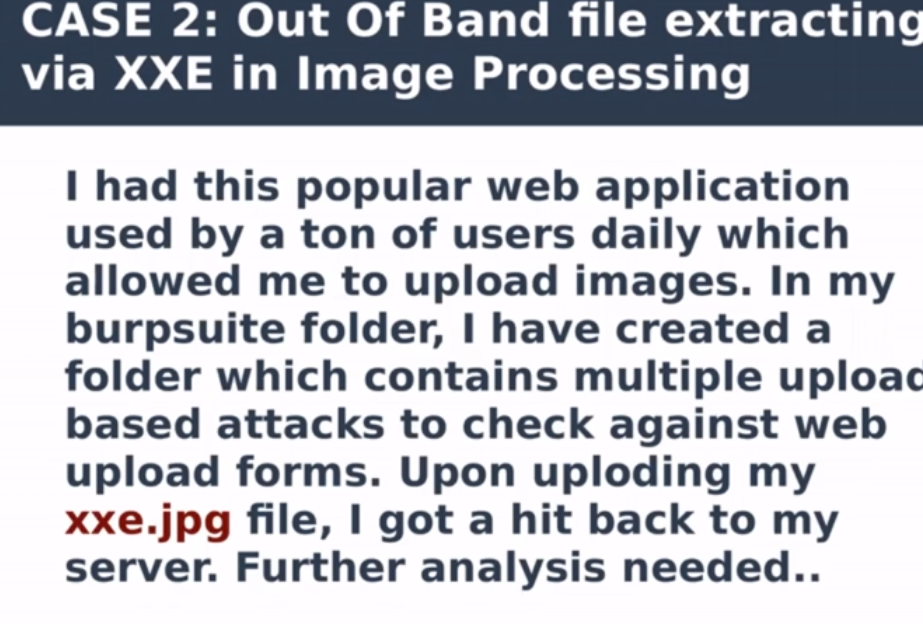 CASE 2: Out Of Band file extracting
via XXE in Image Processing
I had this popular web application
used by a ton of users daily which
allowed me to upload images. In my
burpsuite folder, I have created a
folder which contains multiple upload
based attacks to check against web
upload forms. Upon uploding my
xxe.jpg file, I got a hit back to my
server. Further analysis needed..